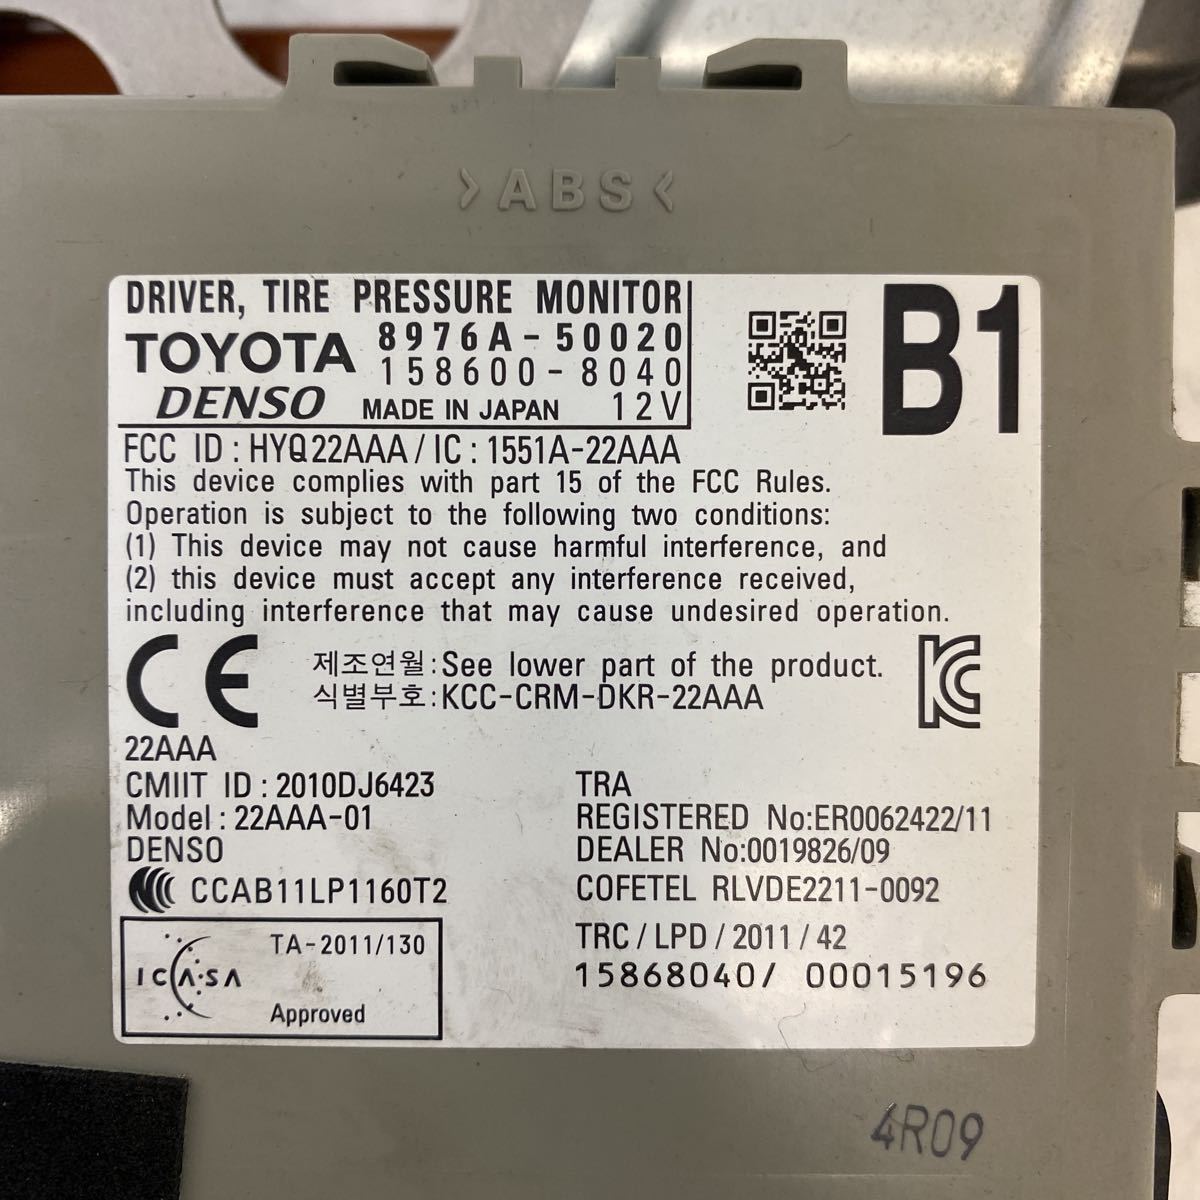 >ABS<
DRIVER, TIRE PRESSURE MONITOR
TOYOTA 8976A-50020
158600-8040
DENSO MADE IN JAPAN 12V
B1
FCC ID : HYQ22AAA / IC : 1551A-22AAA
This device complies with part 15 of the FCC Rules.
Operation is subject to the following two conditions:
(1) This device may not cause harmful interference, and
(2) this device must accept any interference received,
including interference that may cause undesired operation.
CE
제조연월 : See lower part of the product.
식별부호 : KCC-CRM-DKR-22AAA
KC
22AAA
CMIIT ID : 2010DJ6423
Model : 22AAA-01
DENSO
CCAB11LP1160T2
TRA
REGISTERED No:ER0062422/11
DEALER No:0019826/09
COFETEL RLVDE2211-0092
TRC / LPD / 2011 / 42
15868040/ 00015196
ICASA
TA-2011/130
Approved
4R09